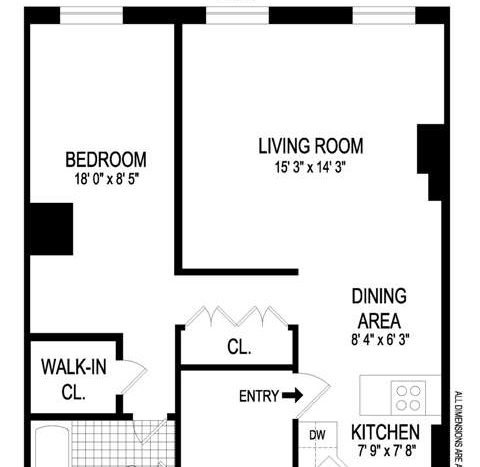 LIVING ROOM
15' 3" x 14' 3"
BEDROOM
18' 0" x 8' 5"
DINING
AREA
8' 4" x 6' 3"
CL.
WALK-IN
CL.
ENTRY
DW
KITCHEN
7' 9" x 7' 8"
ALL DIMENSIONS ARE